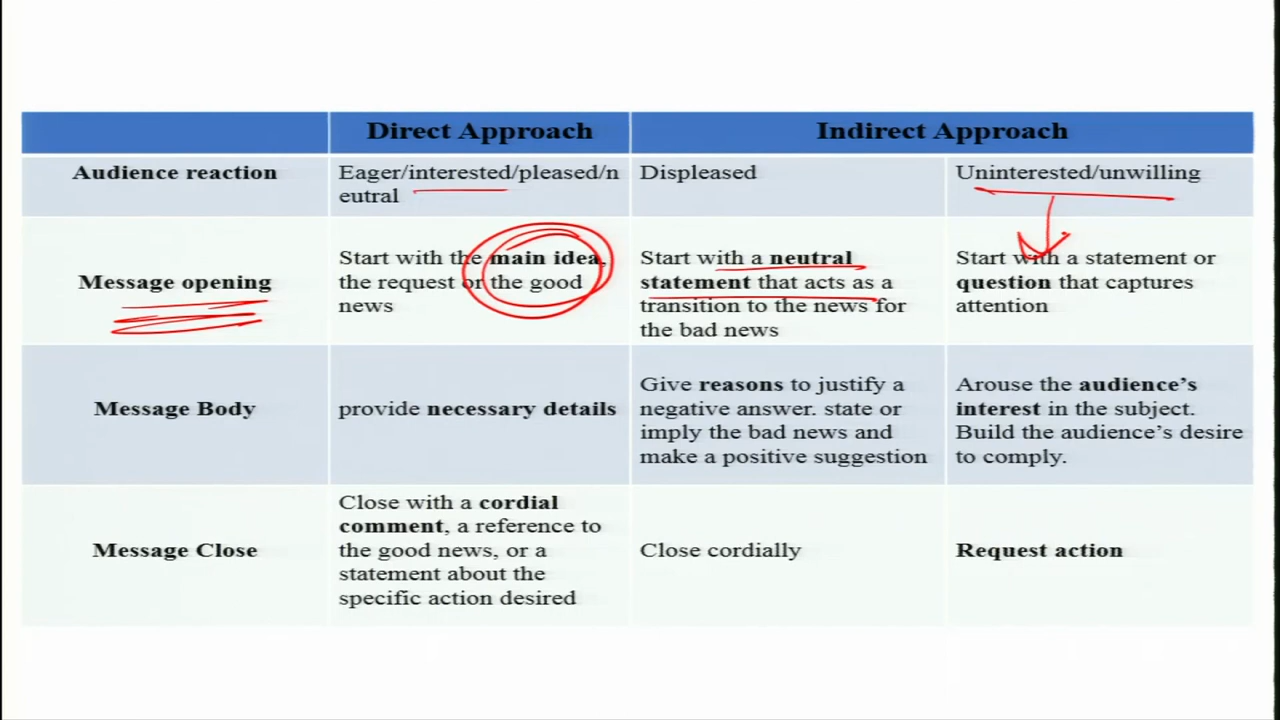 Direct Approach
Indirect Approach
Audience reaction
Eager/interested/pleased/n
eutral
Displeased
Uninterested/unwilling
Message opening
Start with the main idea,
the request or the good
news
Start with a neutral
statement that acts as a
transition to the news for
the bad news
Start with a statement or
question that captures
attention
Message Body
provide necessary details
Give reasons to justify a
negative answer. state or
imply the bad news and
make a positive suggestion
Arouse the audience's
interest in the subject.
Build the audience's desire
to comply.
Message Close
Close with a cordial
comment, a reference to
the good news, or a
statement about the
specific action desired
Close cordially
Request action